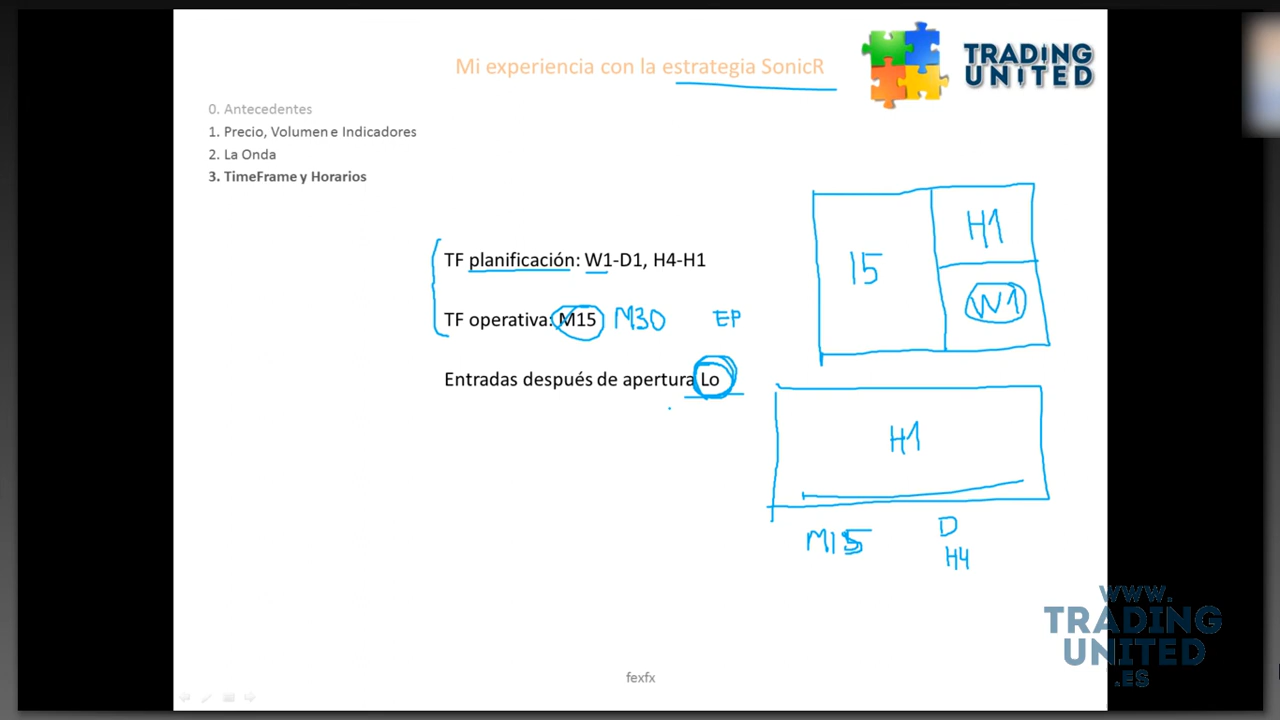 Mi experiencia con la estrategia SonicR
TRADING
UNITED
0. Antecedentes
1. Precio, Volumen e Indicadores
2. La Onda
3. TimeFrame y Horarios
TF planificación: W1-D1, H4-H1
TF operativa: M15 M30 EP
Entradas después de apertura Lo
15
H1
W1
H1
M15
D
H4
www.
TRADING
UNITED
.ES
fexfx